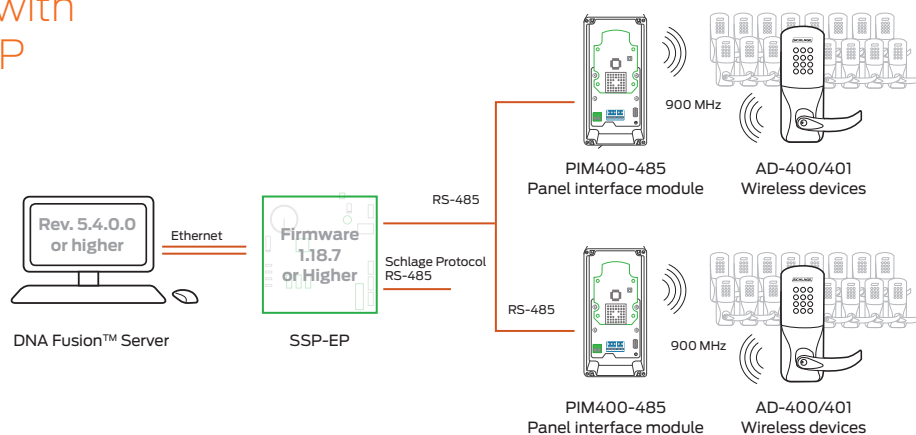 with
P
900 MHz
PIM400-485
Panel interface module
AD-400/401
Wireless devices
RS-485
Rev. 5.4.0.0
or higher
Ethernet
Firmware
1.18.7
or Higher
Schlage Protocol
RS-485
RS-485
DNA Fusion™ Server
SSP-EP
900 MHz
PIM400-485
Panel interface module
AD-400/401
Wireless devices
SCHLAGE
SCHLAGE